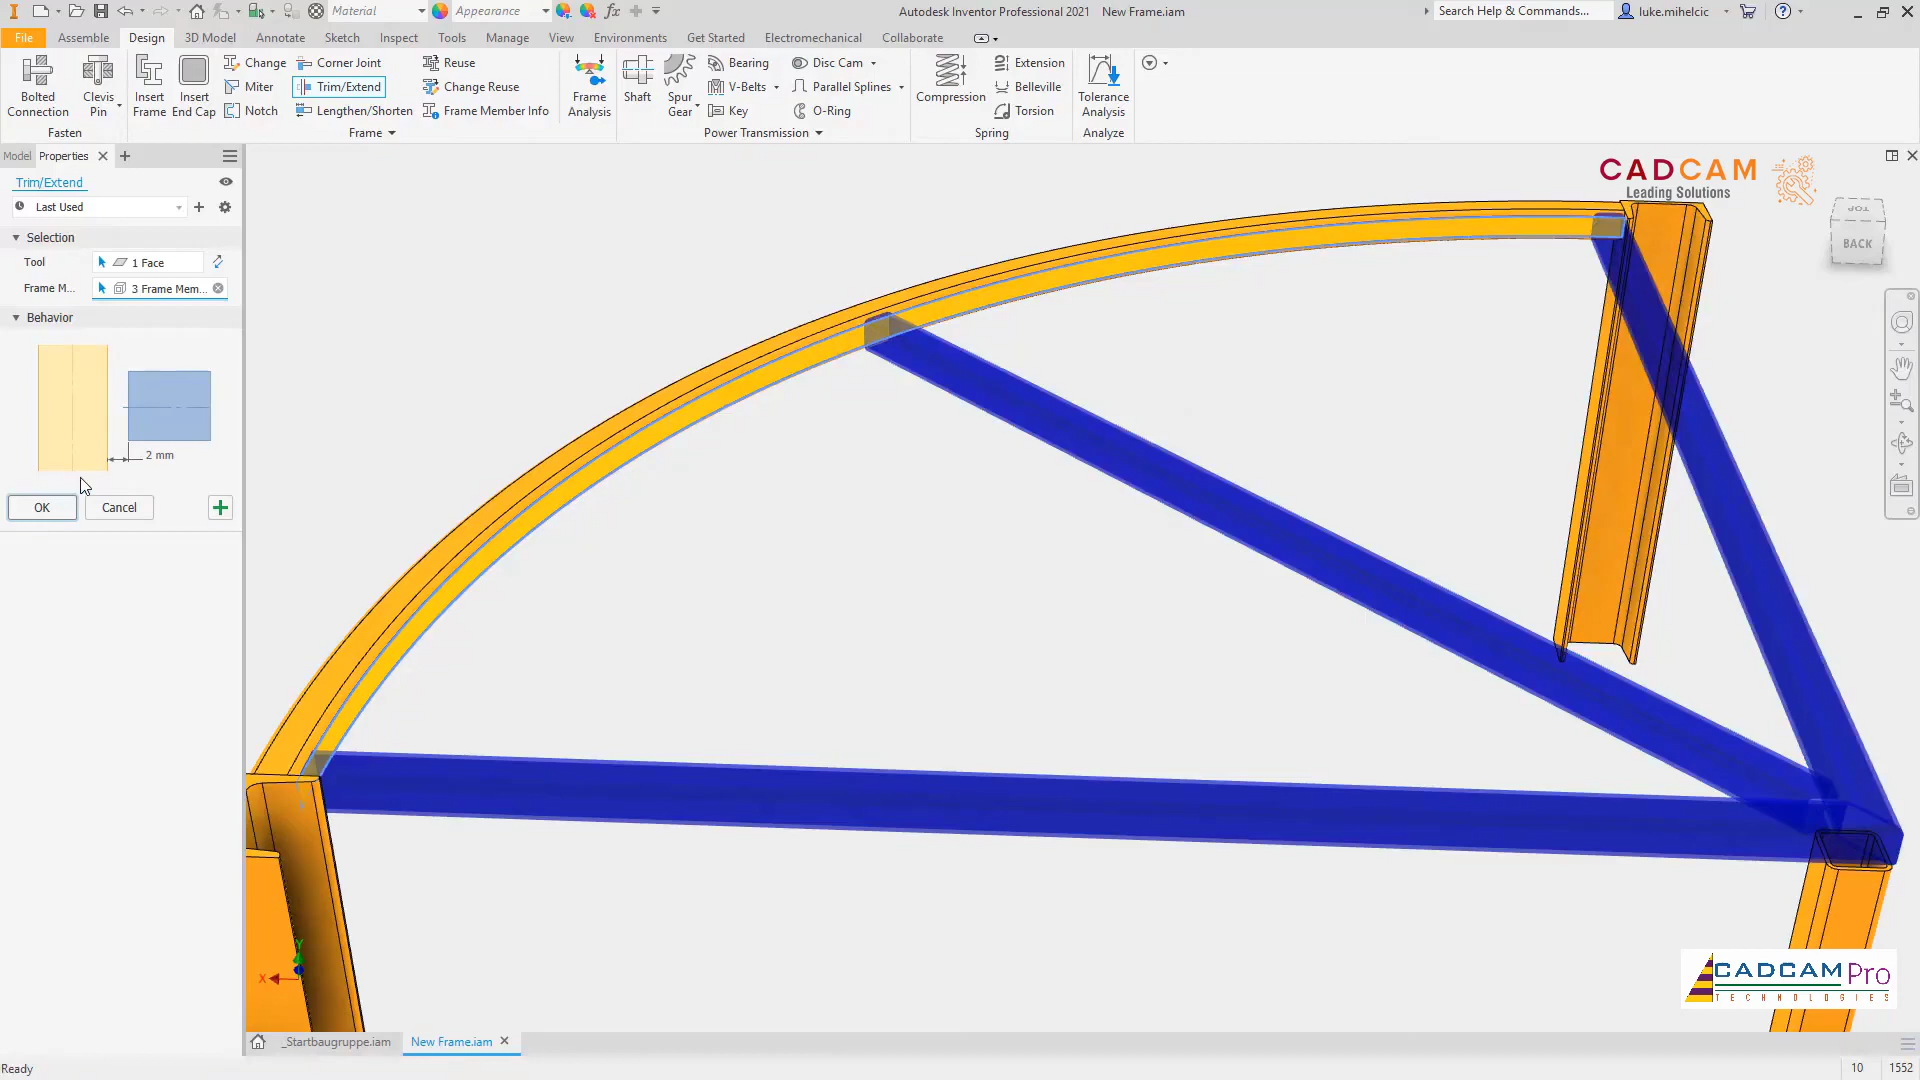 Material
Appearance
Autodesk Inventor Professional 2021 New Frame.iam
Search Help & Commands...
luke.mihelcic
File
Assemble
Design
3D Model
Annotate
Sketch
Inspect
Tools
Manage
View
Environments
Get Started
Electromechanical
Collaborate
Bolted Connection
Clevis Pin
Fasten
Insert Frame
Insert End Cap
Change
Miter
Notch
Corner Joint
Trim/Extend
Lengthen/Shorten
Reuse
Change Reuse
Frame Member Info
Frame
Frame Analysis
Shaft
Spur Gear
Bearing
V-Belts
Key
Disc Cam
Parallel Splines
O-Ring
Power Transmission
Compression
Extension
Belleville
Torsion
Spring
Tolerance Analysis
Analyze
Model
Properties
Trim/Extend
Last Used
Selection
Tool
1 Face
Frame M...
3 Frame Mem...
Behavior
2 mm
OK
Cancel
CADCAM
Leading Solutions
TOP
BACK
Y
X
CADCAM Pro
TECHNOLOGIES
_Startbaugruppe.iam
New Frame.iam
Ready
10
1552